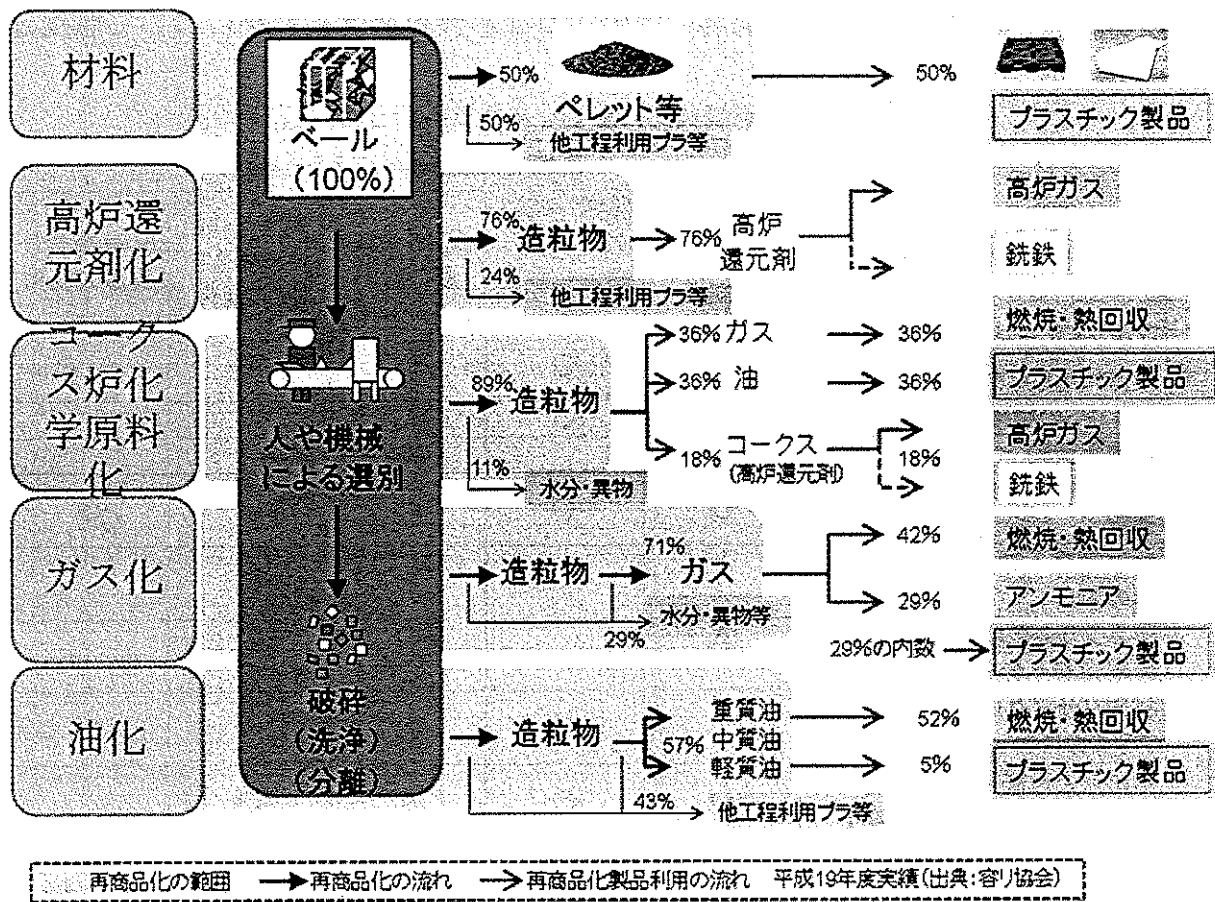 材料
ベール
（100%）
50%
ペレット等
50%
他工程利用プラ等
50%
プラスチック製品
高炉還
元剤化
76%
造粒物
24%
他工程利用プラ等
76%
高炉
還元剤
高炉ガス
銑鉄
コーク
ス炉化
学原料
化
人や機械
による選別
89%
造粒物
11%
水分・異物
36% ガス
36%
燃焼・熱回収
36% 油
36%
プラスチック製品
18% コークス
(高炉還元剤)
18%
高炉ガス
銑鉄
ガス化
造粒物
71%
ガス
29%
水分・異物等
42%
燃焼・熱回収
29%
アンモニア
29%の内数
プラスチック製品
油化
破砕
（洗浄）
（分離）
造粒物
57%
重質油
中質油
軽質油
43%
他工程利用プラ等
52%
燃焼・熱回収
5%
プラスチック製品
再商品化の範囲 再商品化の流れ 再商品化製品利用の流れ 平成19年度実績(出典：容リ協会)